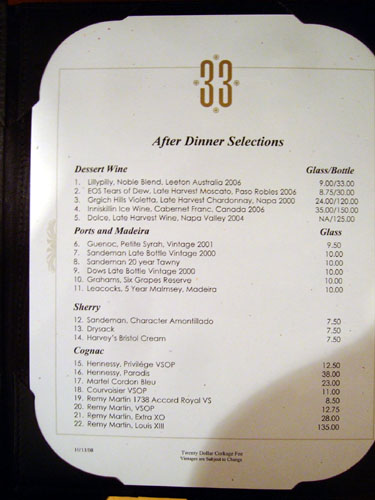 33
After Dinner Selections
Dessert Wine Glass/Bottle
1. Lillypilly, Noble Blend, Leeton Australia 2006 9.00/33.00
2. EOS Tears of Dew, Late Harvest Moscato, Paso Robles 2006 8.75/30.00
3. Grgich Hills Violetta, Late Harvest Chardonnay, Napa 2000 24.00/120.00
4. Inniskillin Ice Wine, Cabernet Franc, Canada 2006 35.00/150.00
5. Dolce, Late Harvest Wine, Napa Valley 2004 NA/125.00
Ports and Madeira Glass
6. Guenoc, Petite Syrah, Vintage 2001 9.50
7. Sandeman Late Bottle Vintage 2000 10.00
8. Sandeman 20 year Tawny 10.00
9. Dows Late Bottle Vintage 2000 10.00
10. Grahams, Six Grapes Reserve 10.00
11. Leacocks, 5 Year Malmsey, Madeira 10.00
Sherry
12. Sandeman, Character Amontillado 7.50
13. Drysack 7.50
14. Harvey's Bristol Cream 7.50
Cognac
15. Hennessy, Privilége VSOP 12.50
16. Hennessy, Paradis 38.00
17. Martel Cordon Bleu 23.00
18. Courvoisier VSOP 11.00
19. Remy Martin 1738 Accord Royal VS 8.50
20. Remy Martin, VSOP 12.75
21. Remy Martin, Extra XO 28.00
22. Remy Martin, Louis XIII 135.00
10/13/08 Twenty Dollar Corkage Fee
Vintages are Subject to Change